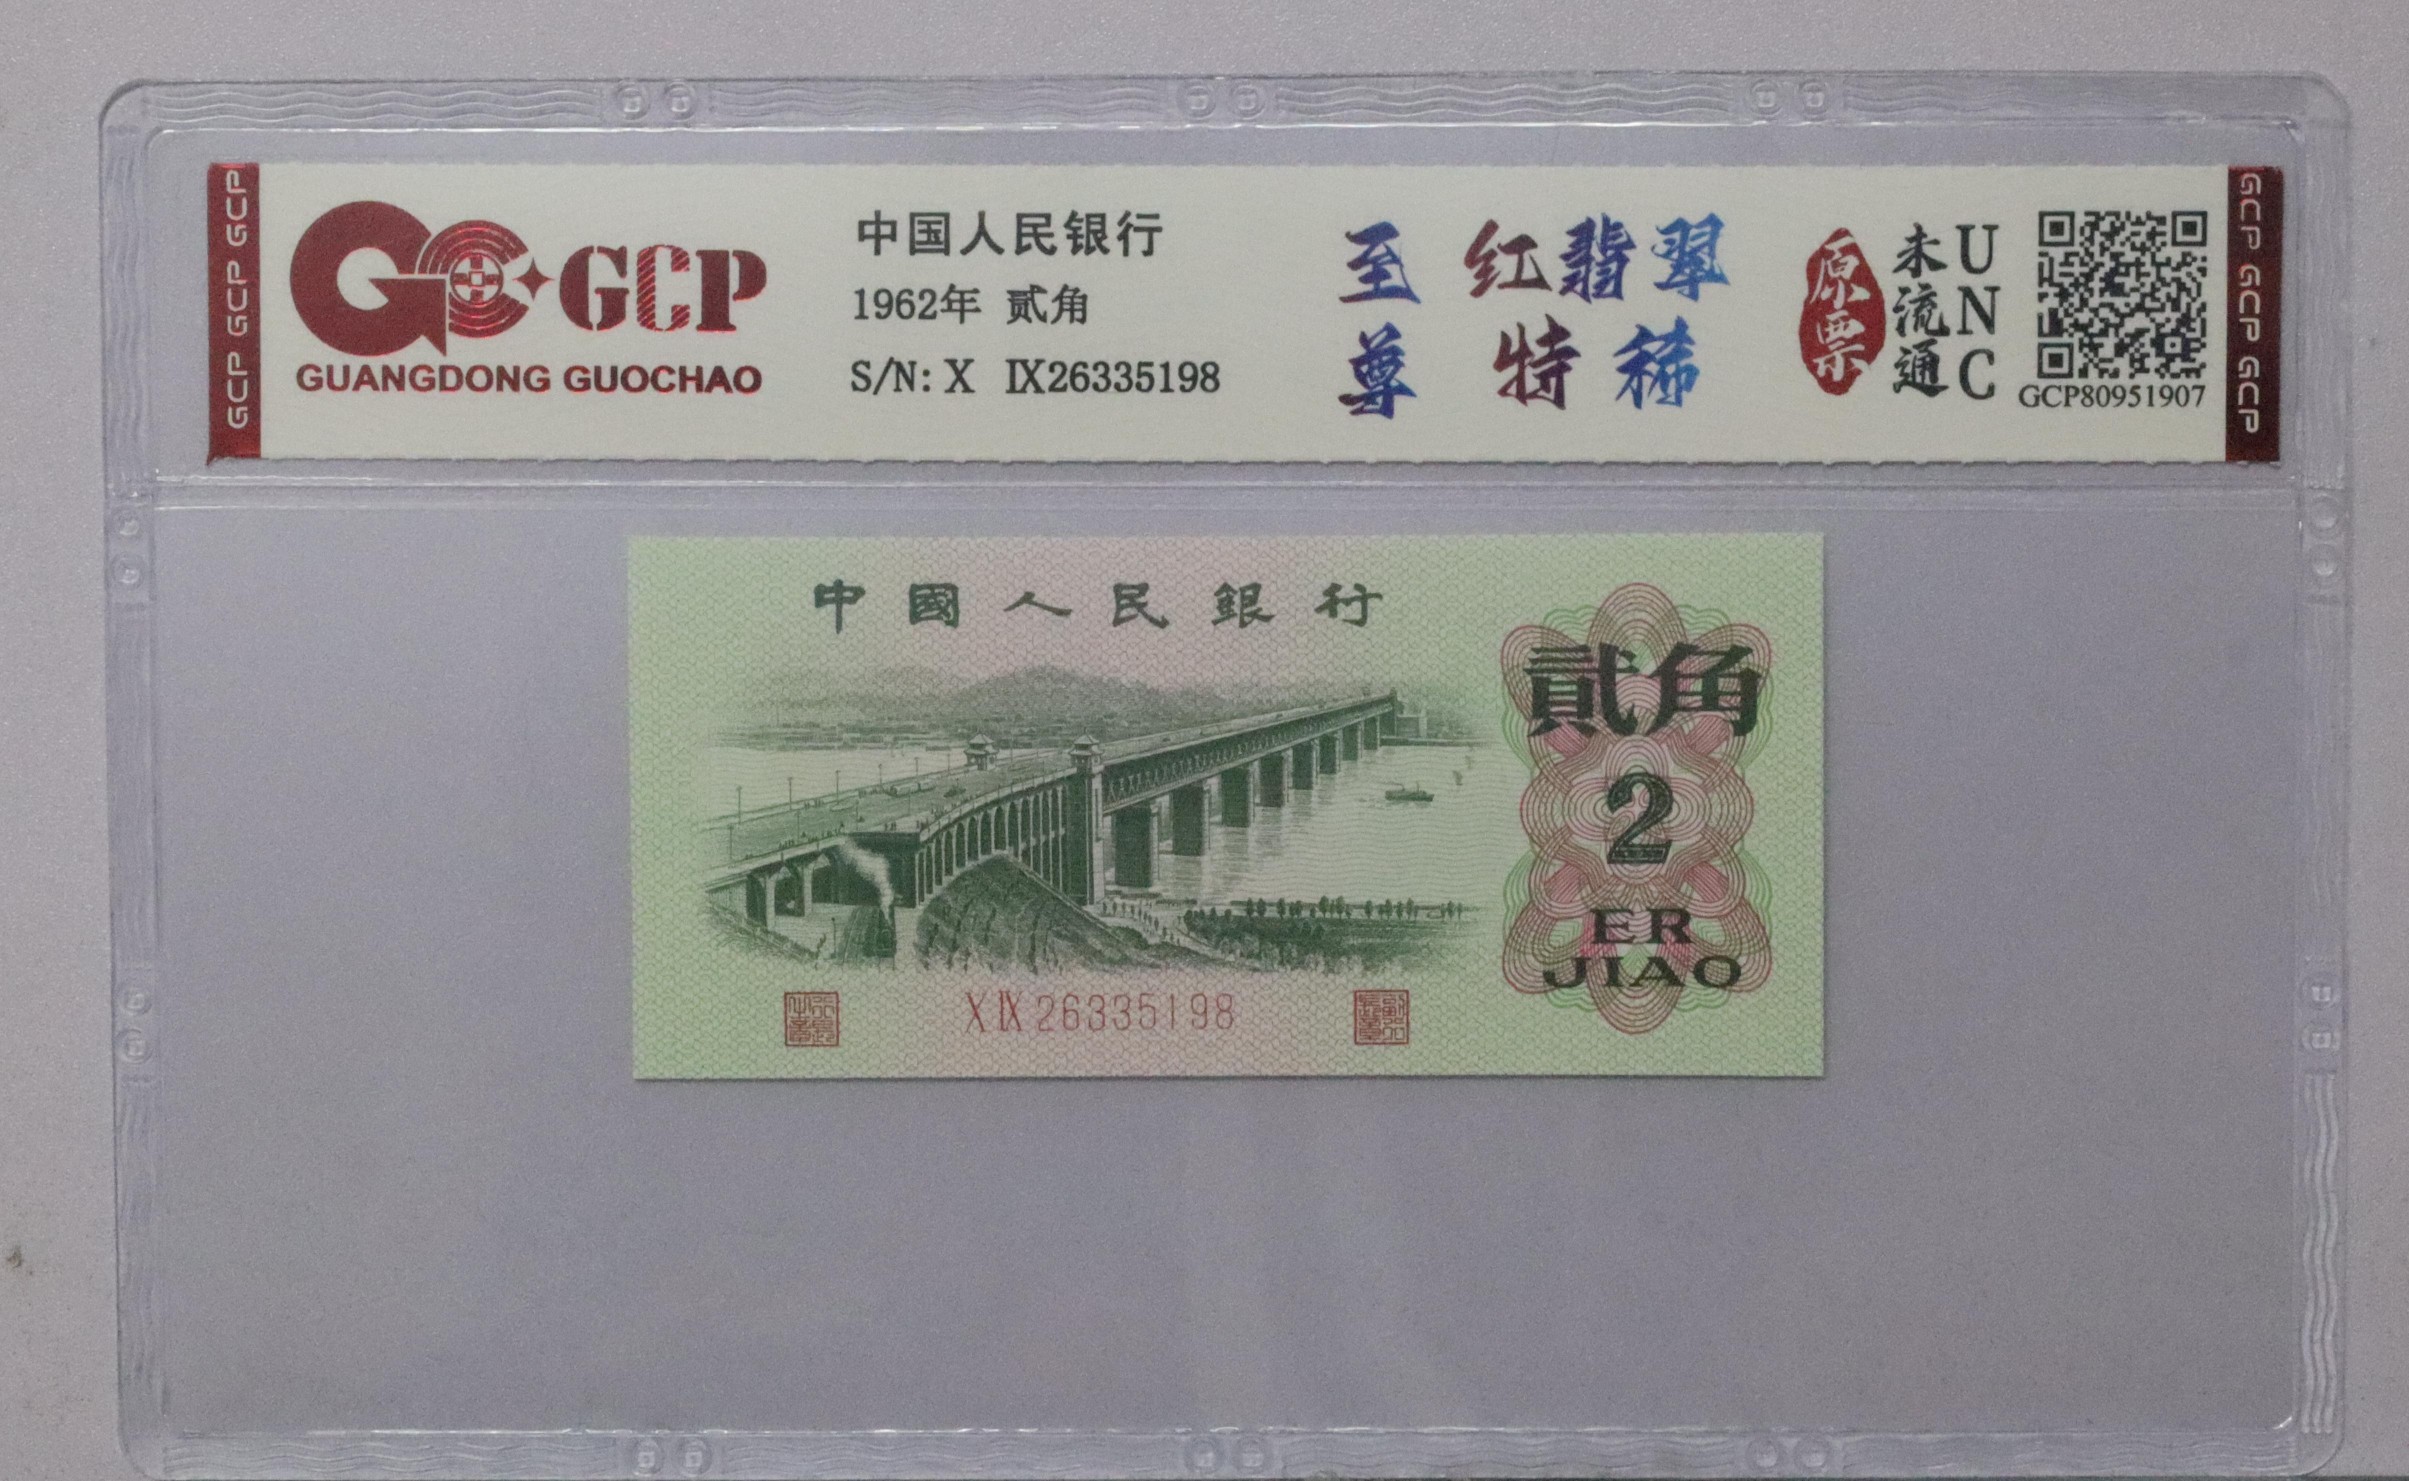 GCP GCP GCP
GCP
GUANGDONG GUOCHAO
中国人民银行
1962年 贰角
S/N: X IX26335198
至尊
红翡翠
特稀
原票
未流通
UNC
GCP80951907
GCP GCP GCP
中國人民銀行
貳角
2
ER
JIAO
X IX 26335198